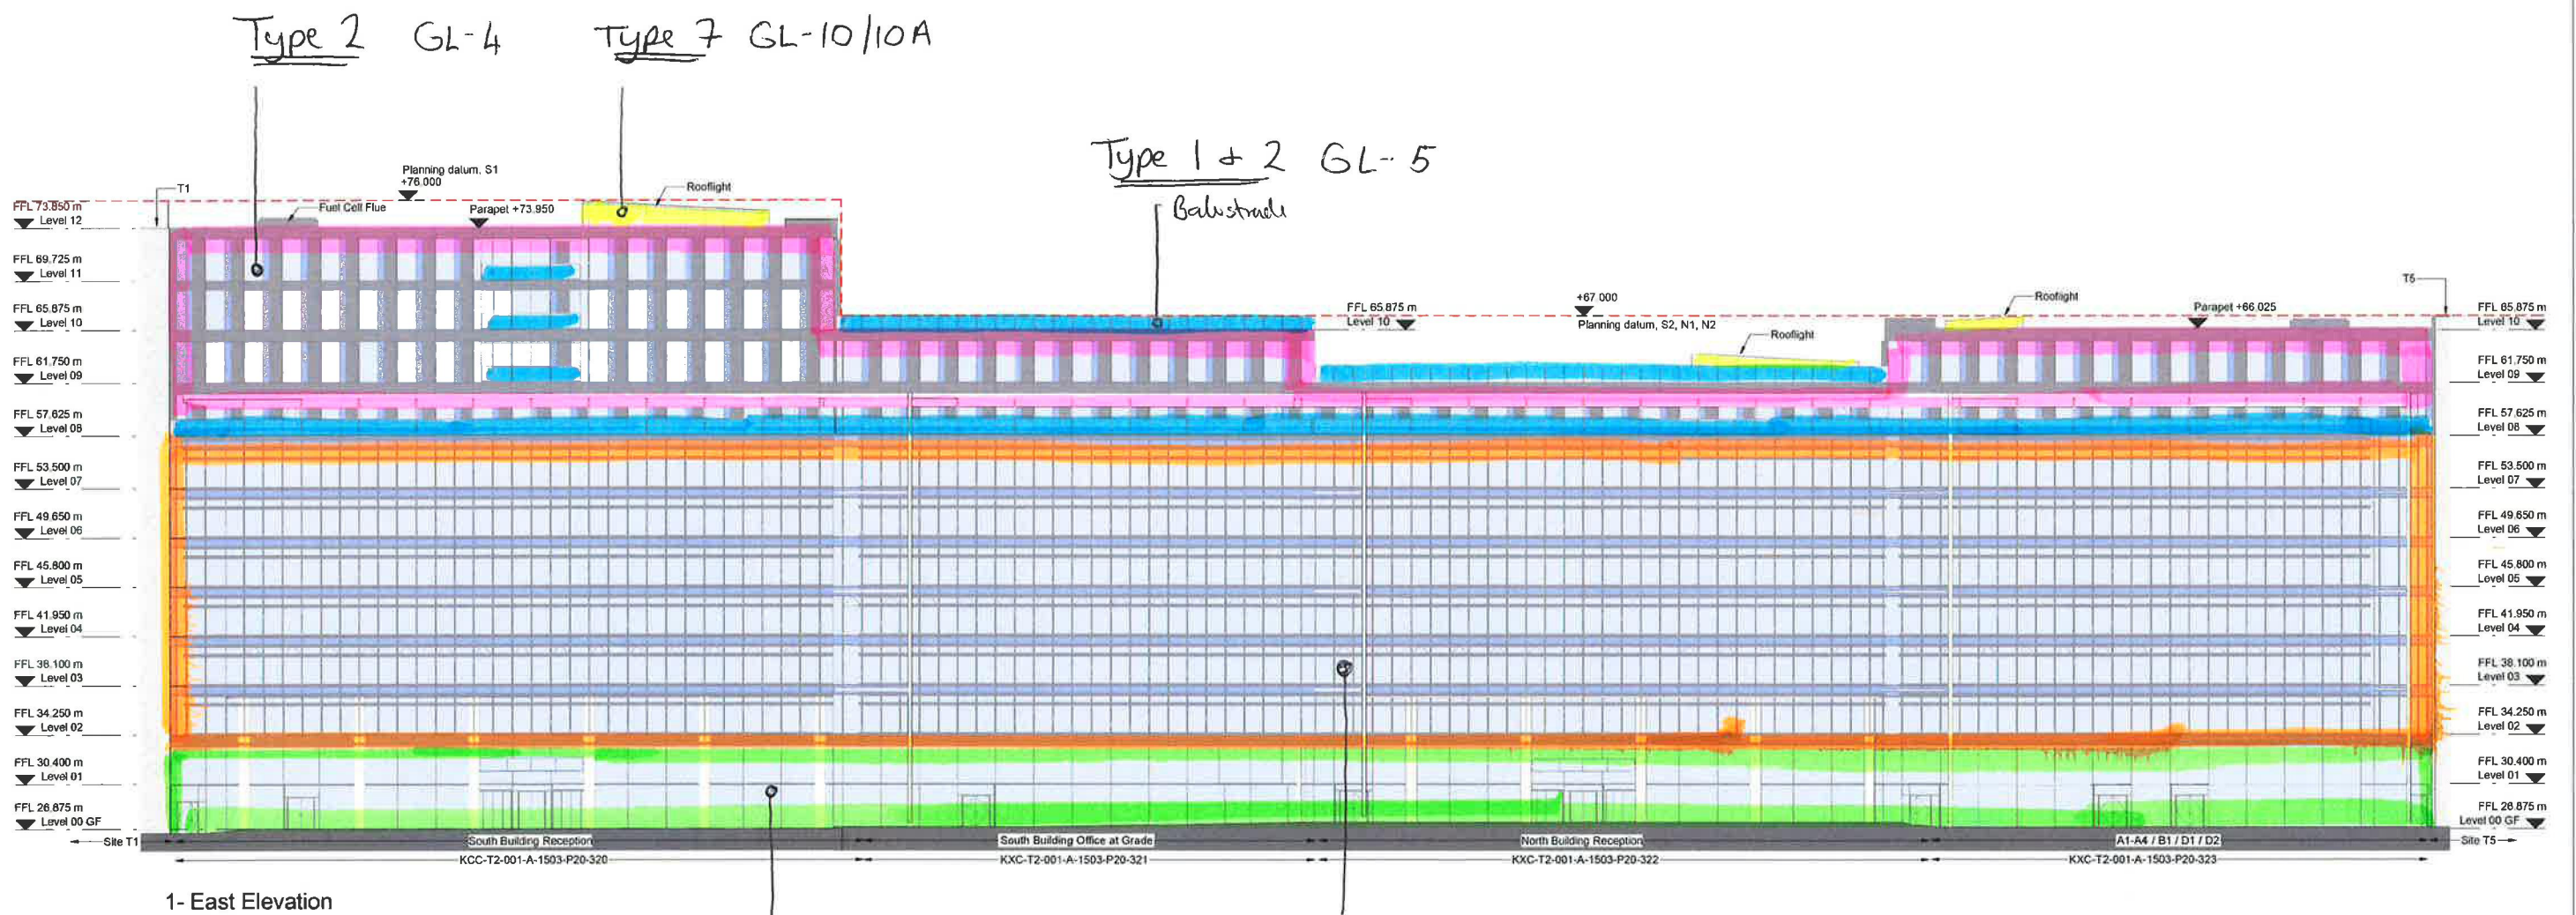 Type 2 GL-4 Type 7 GL-10/10A
Type 1 & 2 GL-5
Balustrade
Planning datum, S1
+76.000
T1
Rooflight
Fuel Cell Flue
Parapet +73.950
FFL 73.850 m
Level 12
FFL 69.725 m
Level 11
FFL 65.875 m
Level 10
FFL 61.750 m
Level 09
FFL 57.625 m
Level 08
FFL 53.500 m
Level 07
FFL 49.650 m
Level 06
FFL 45.800 m
Level 05
FFL 41.950 m
Level 04
FFL 38.100 m
Level 03
FFL 34.250 m
Level 02
FFL 30.400 m
Level 01
FFL 26.875 m
Level 00 GF
FFL 65.875 m
Level 10
+67.000
Planning datum, S2, N1, N2
Rooflight
Rooflight
Parapet +66.025
T5
FFL 65.875 m
Level 10
FFL 61.750 m
Level 09
FFL 57.625 m
Level 08
FFL 53.500 m
Level 07
FFL 49.650 m
Level 06
FFL 45.800 m
Level 05
FFL 41.950 m
Level 04
FFL 38.100 m
Level 03
FFL 34.250 m
Level 02
FFL 30.400 m
Level 01
FFL 26.875 m
Level 00 GF
Site T1 South Building Reception South Building Office at Grade North Building Reception A1-A4 / B1 / D1 / D2 Site T5
KCC-T2-001-A-1503-P20-320 KXC-T2-001-A-1503-P20-321 KXC-T2-001-A-1503-P20-322 KXC-T2-001-A-1503-P20-323
1- East Elevation